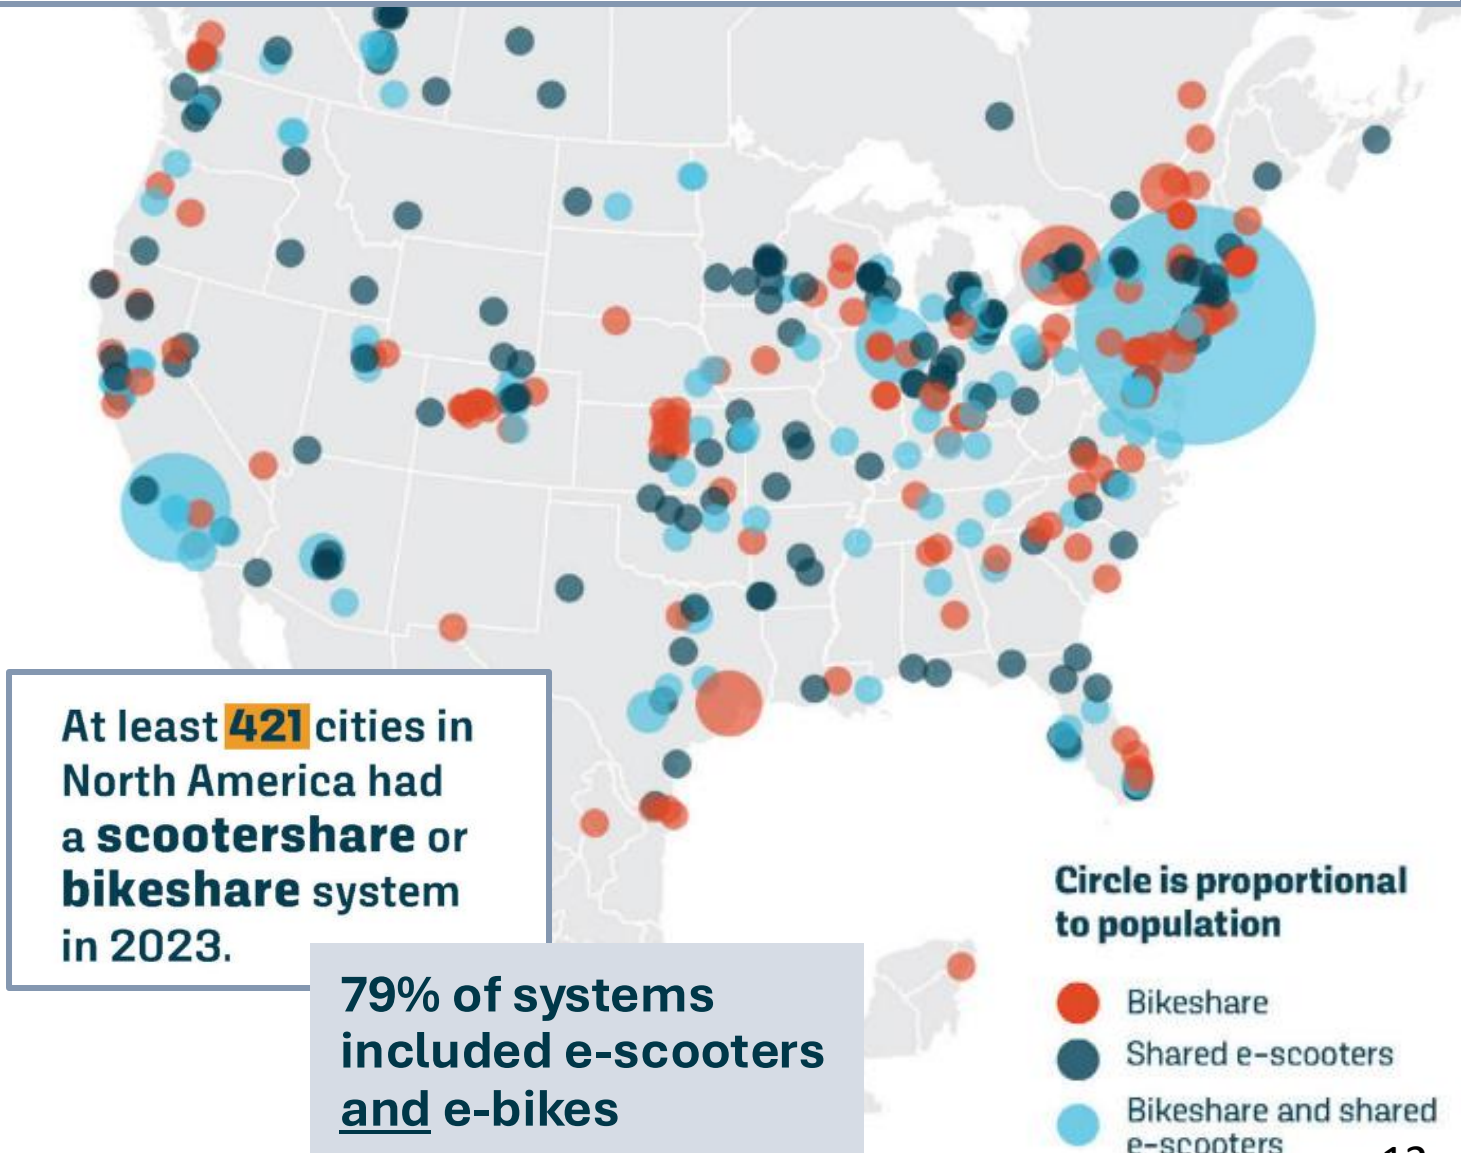 At least 421 cities in
North America had
a scootershare or
bikeshare system
in 2023.
79% of systems
included e-scooters
and e-bikes
Circle is proportional
to population
Bikeshare
Shared e-scooters
Bikeshare and shared
e-scooters